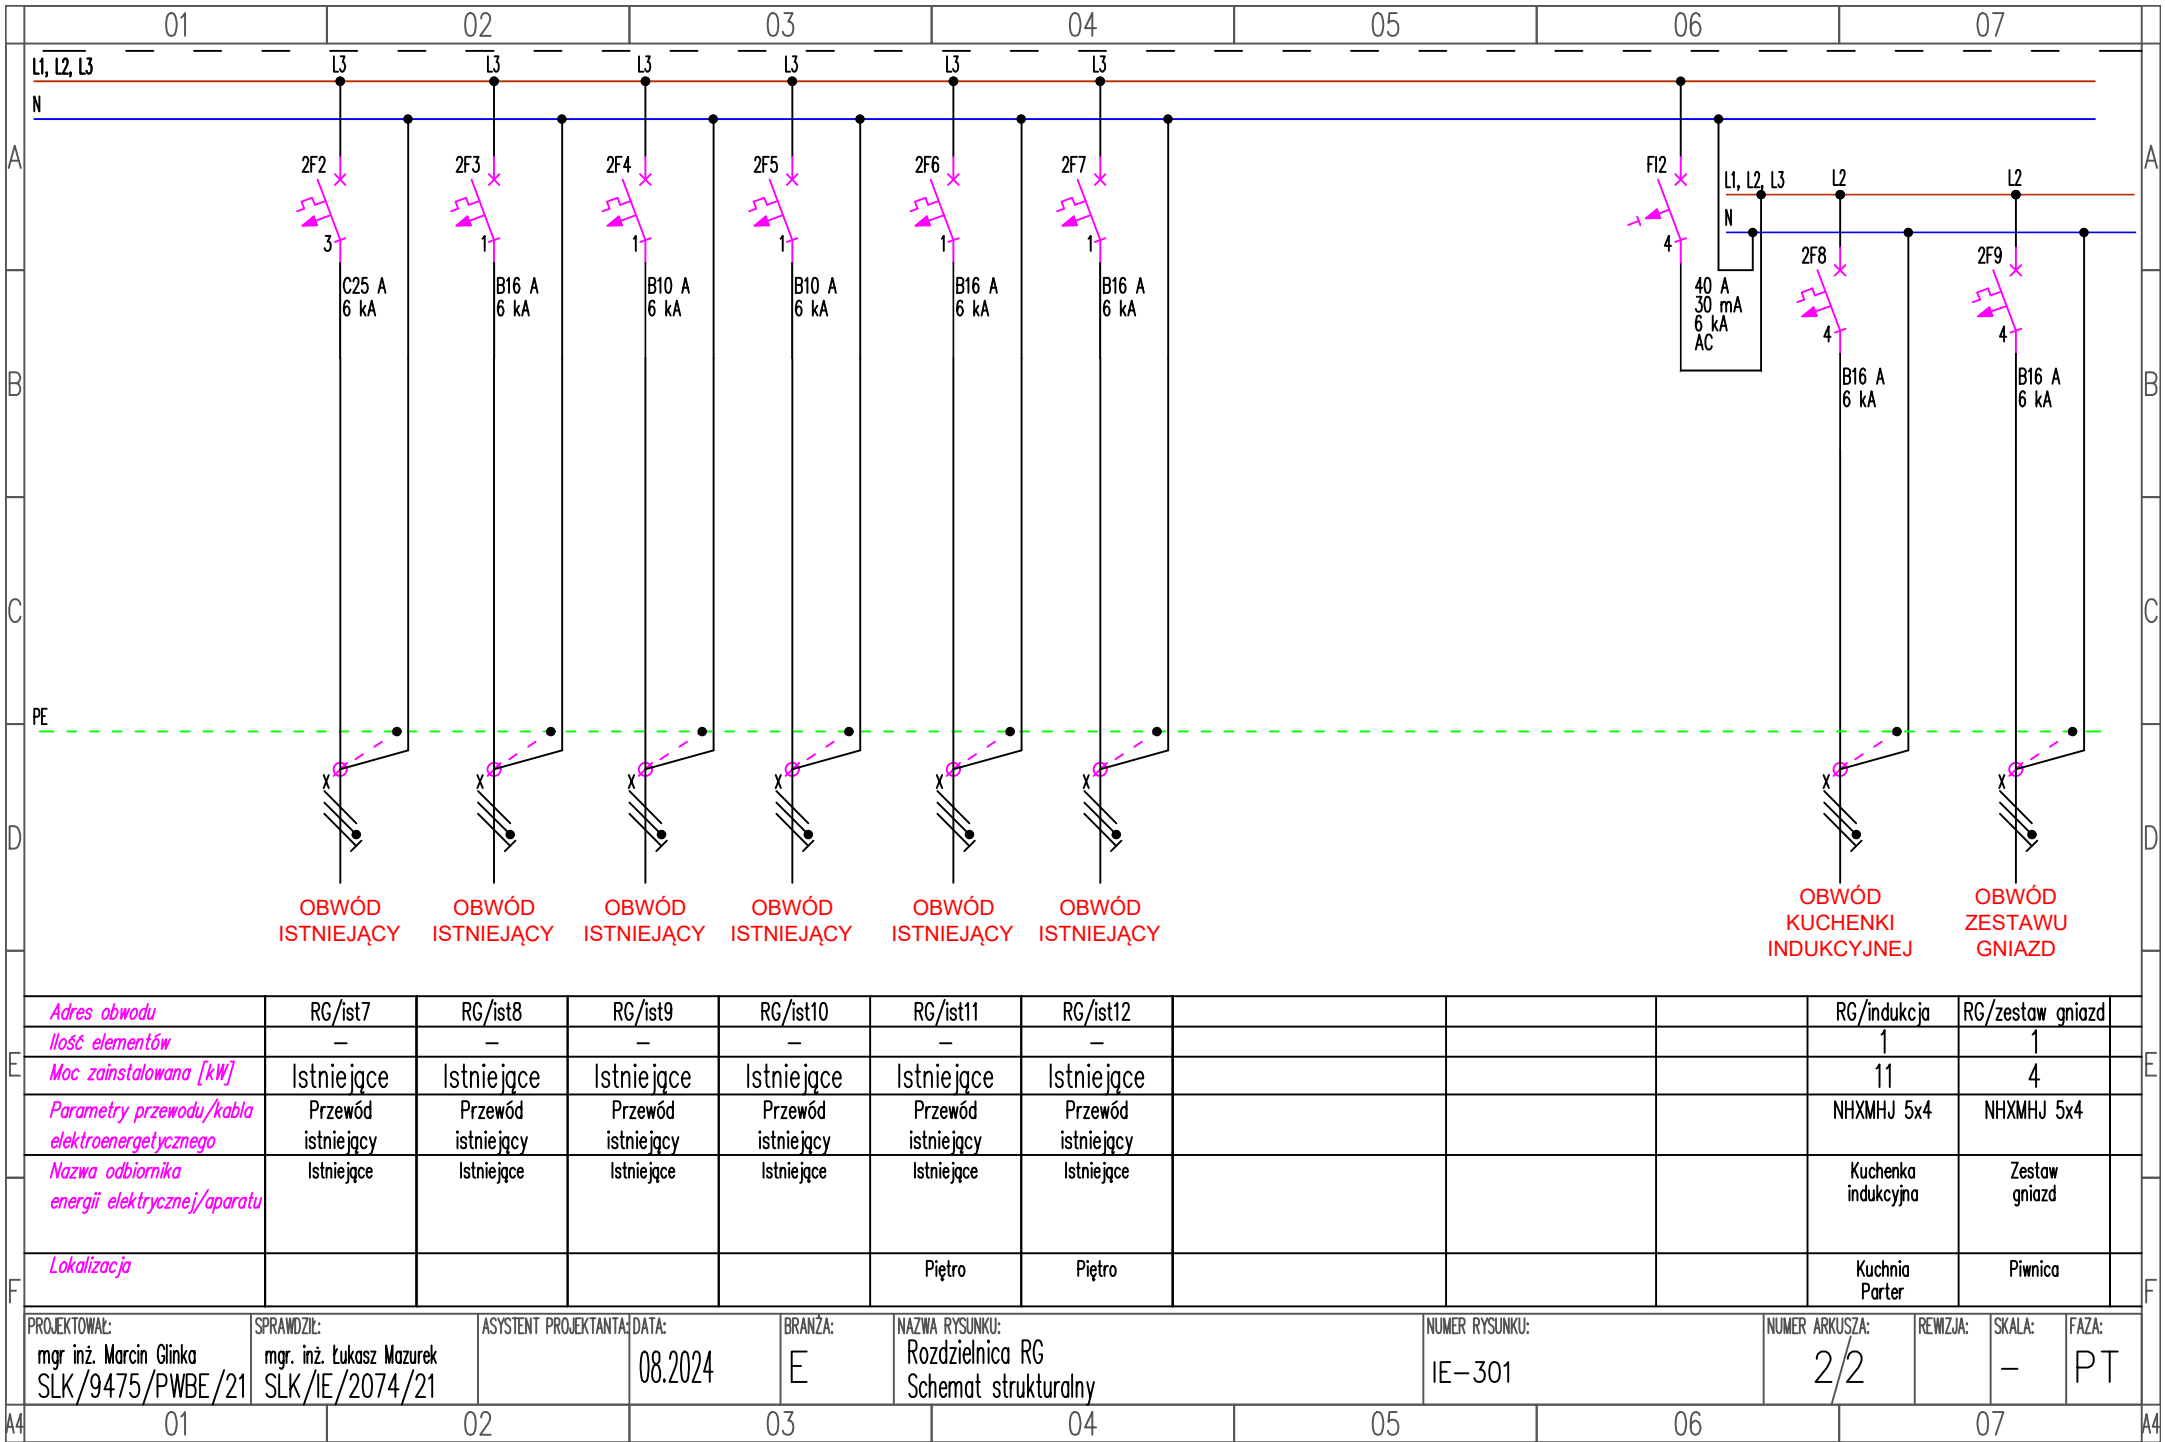 01 02 03 04 05 06 07
L1, L2, L3 L3 L3 L3 L3 L3 L3
N
A A
2F2 2F3 2F4 2F5 2F6 2F7 FI2
L1, L2, L3 L2 L2
N
3 1 1 1 1 1 4
2F8 2F9
C25 A B16 A B10 A B10 A B16 A B16 A 40 A
6 kA 6 kA 6 kA 6 kA 6 kA 6 kA 30 mA
6 kA
AC
4 4
B B
B16 A B16 A
6 kA 6 kA
C C
PE
X X X X X X X X
D D
OBWÓD OBWÓD OBWÓD OBWÓD OBWÓD OBWÓD
ISTNIEJĄCY ISTNIEJĄCY ISTNIEJĄCY ISTNIEJĄCY ISTNIEJĄCY ISTNIEJĄCY
OBWÓD OBWÓD
KUCHENKI ZESTAWU
INDUKCYJNEJ GNIAZD
Adres obwodu RG/ist7 RG/ist8 RG/ist9 RG/ist10 RG/ist11 RG/ist12 RG/indukcja RG/zestaw gniazd
Ilość elementów – – – – – – 1 1
E E
Moc zainstalowana [kW] Istniejące Istniejące Istniejące Istniejące Istniejące Istniejące 11 4
Parametry przewodu/kabla Przewód Przewód Przewód Przewód Przewód Przewód NHXMHJ 5x4 NHXMHJ 5x4
elektroenergetycznego istniejący istniejący istniejący istniejący istniejący istniejący
Nazwa odbiornika Istniejące Istniejące Istniejące Istniejące Istniejące Istniejące Kuchenka Zestaw
energii elektrycznej/aparatu indukcyjna gniazd
Lokalizacja Piętro Piętro Kuchnia Piwnica
Parter
F F
PROJEKTOWAŁ: SPRAWDZIŁ: ASYSTENT PROJEKTANTA: DATA: BRANŻA: NAZWA RYSUNKU: NUMER RYSUNKU: NUMER ARKUSZA: REWIZJA: SKALA: FAZA:
mgr inż. Marcin Glinka mgr. inż. Łukasz Mazurek 08.2024 E Rozdzielnica RG IE-301 2/2 – PT
SLK/9475/PWBE/21 SLK/IE/2074/21 Schemat strukturalny
A4 01 02 03 04 05 06 07 A4